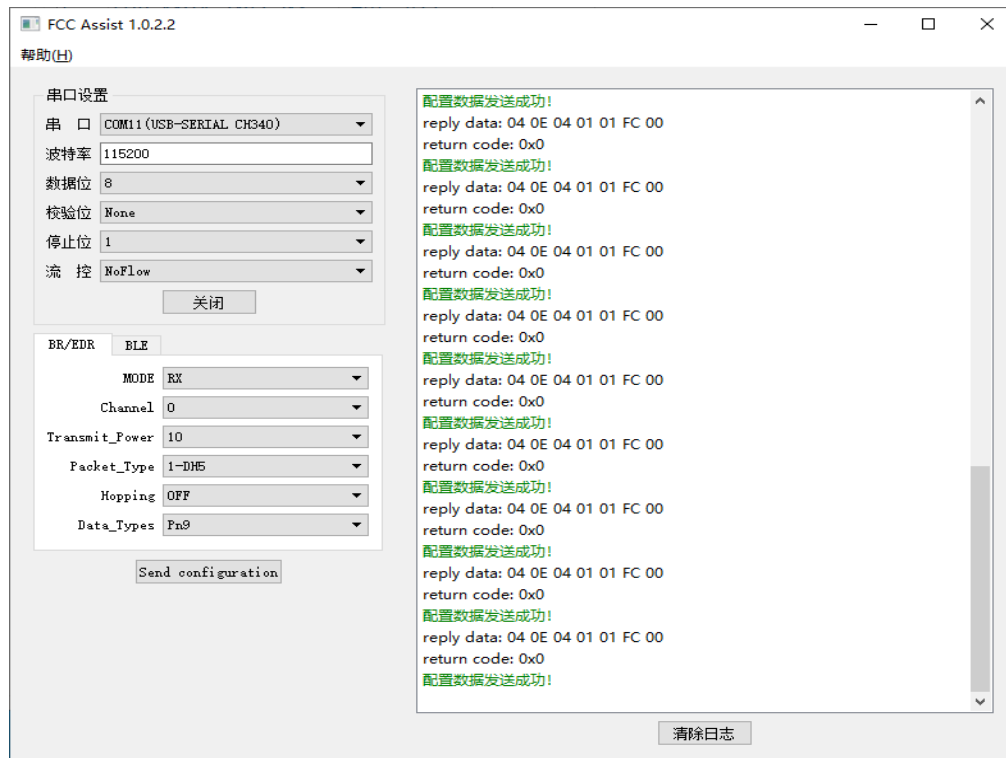 FCC Assist 1.0.2.2
帮助(H)
串口设置
串 口 COM11(USB-SERIAL CH340)
波特率 115200
数据位 8
校验位 None
停止位 1
流 控 NoFlow
关闭
BR/EDR BLE
MODE RX
Channel 0
Transmit_Power 10
Packet_Type 1-DH5
Hopping OFF
Data_Types Pn9
Send configuration
配置数据发送成功!
reply data: 04 0E 04 01 01 FC 00
return code: 0x0
配置数据发送成功!
reply data: 04 0E 04 01 01 FC 00
return code: 0x0
配置数据发送成功!
reply data: 04 0E 04 01 01 FC 00
return code: 0x0
配置数据发送成功!
reply data: 04 0E 04 01 01 FC 00
return code: 0x0
配置数据发送成功!
reply data: 04 0E 04 01 01 FC 00
return code: 0x0
配置数据发送成功!
reply data: 04 0E 04 01 01 FC 00
return code: 0x0
配置数据发送成功!
reply data: 04 0E 04 01 01 FC 00
return code: 0x0
配置数据发送成功!
reply data: 04 0E 04 01 01 FC 00
return code: 0x0
配置数据发送成功!
reply data: 04 0E 04 01 01 FC 00
return code: 0x0
配置数据发送成功!
清除日志